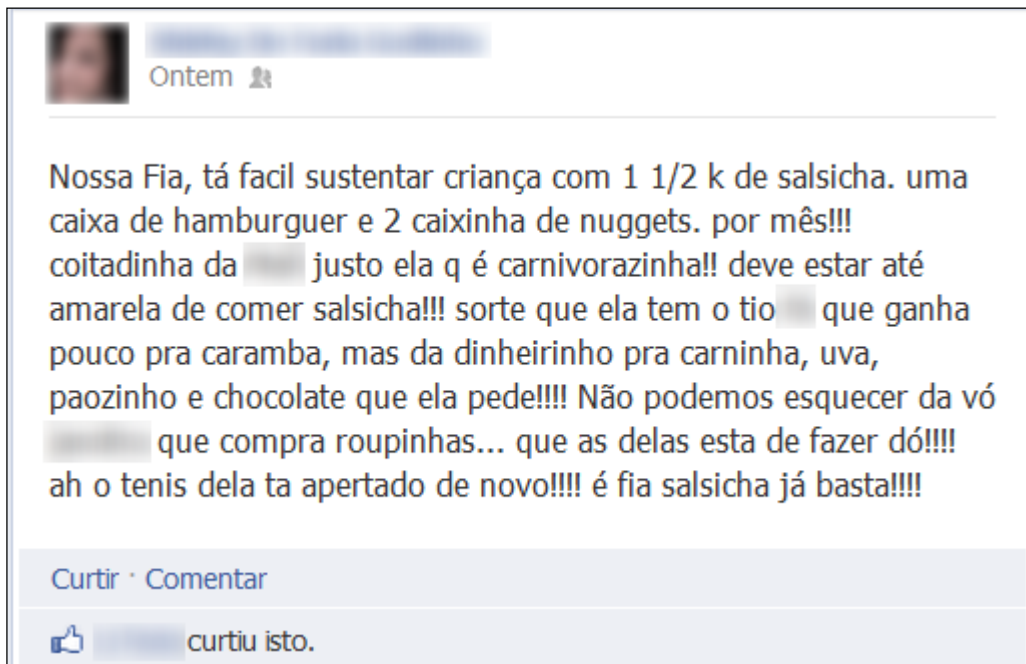 Ontem
Nossa Fia, tá facil sustentar criança com 1 1/2 k de salsicha. uma
caixa de hamburguer e 2 caixinha de nuggets. por mês!!!
coitadinha da justo ela q é carnivorazinha!! deve estar até
amarela de comer salsicha!!! sorte que ela tem o tio que ganha
pouco pra caramba, mas da dinheirinho pra carninha, uva,
paozinho e chocolate que ela pede!!!! Não podemos esquecer da vó
que compra roupinhas... que as delas esta de fazer dó!!!!
ah o tenis dela ta apertado de novo!!!! é fia salsicha já basta!!!!
Curtir · Comentar
curtiu isto.